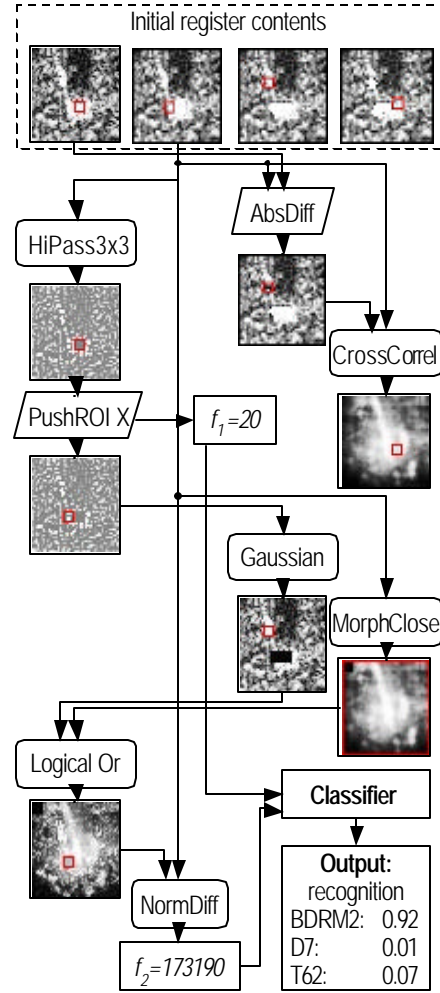 Initial register contents
AbsDiff
HiPass3x3
CrossCorrel
PushROI X
f1=20
Gaussian
MorphClose
Logical Or
Classifier
Output:
recognition
BDRM2: 0.92
D7: 0.01
T62: 0.07
NormDiff
f2=173190